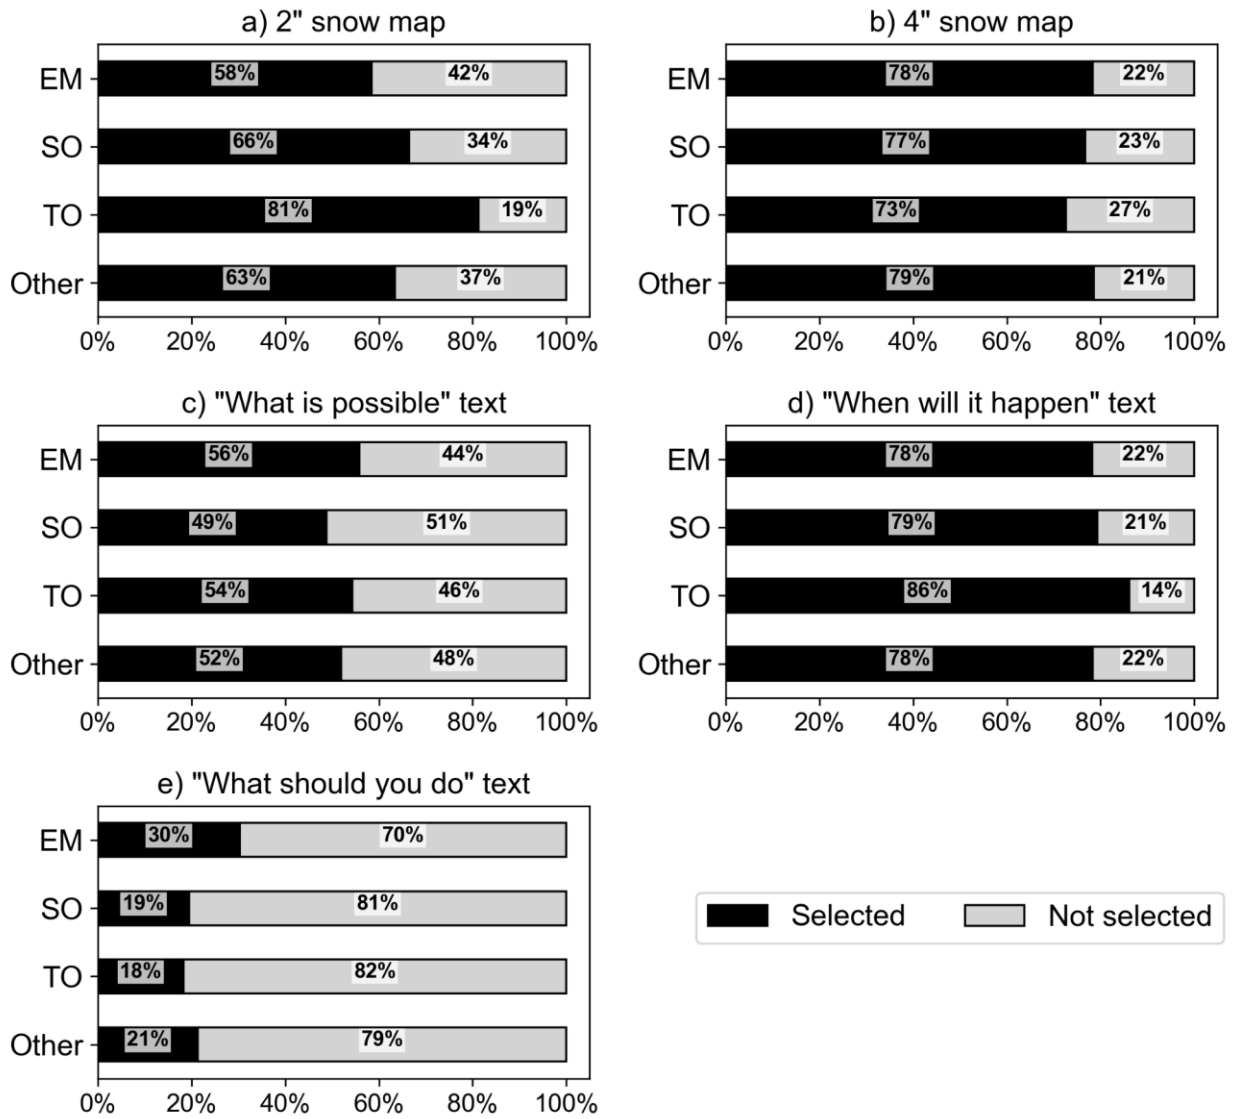 a) 2" snow map
EM 58% 42%
SO 66% 34%
TO 81% 19%
Other 63% 37%
0% 20% 40% 60% 80% 100%
b) 4" snow map
EM 78% 22%
SO 77% 23%
TO 73% 27%
Other 79% 21%
0% 20% 40% 60% 80% 100%
c) "What is possible" text
EM 56% 44%
SO 49% 51%
TO 54% 46%
Other 52% 48%
0% 20% 40% 60% 80% 100%
d) "When will it happen" text
EM 78% 22%
SO 79% 21%
TO 86% 14%
Other 78% 22%
0% 20% 40% 60% 80% 100%
e) "What should you do" text
EM 30% 70%
SO 19% 81%
TO 18% 82%
Other 21% 79%
0% 20% 40% 60% 80% 100%
Selected Not selected